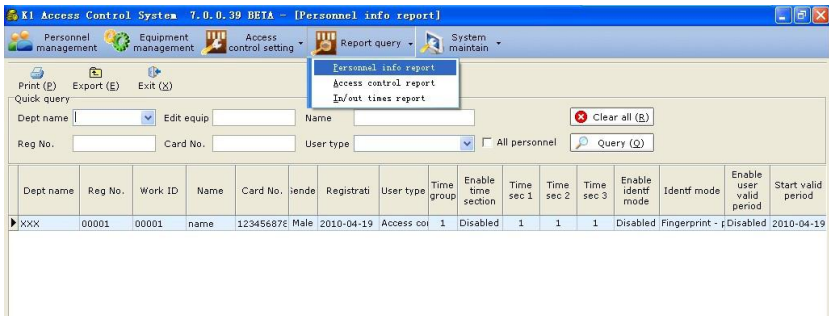 K1 Access Control System 7.0.0.39 BETA - [Personnel info report]
Personnel management Equipment management Access control setting Report query System maintain
Personnel info report
Access control report
In/out times report
Print (P) Export (E) Exit (X)
Quick query
Dept name Edit equip Name Clear all (R)
Reg No. Card No. User type All personnel Query (Q)
Dept name Reg No. Work ID Name Card No. Gende Registrati User type Time group Enable time section Time sec 1 Time sec 2 Time sec 3 Enable identf mode Identf mode Enable user valid period Start valid period
XXX 00001 00001 name 123456878 Male 2010-04-19 Access co 1 Disabled 1 1 1 Disabled Fingerprint - Disabled 2010-04-19